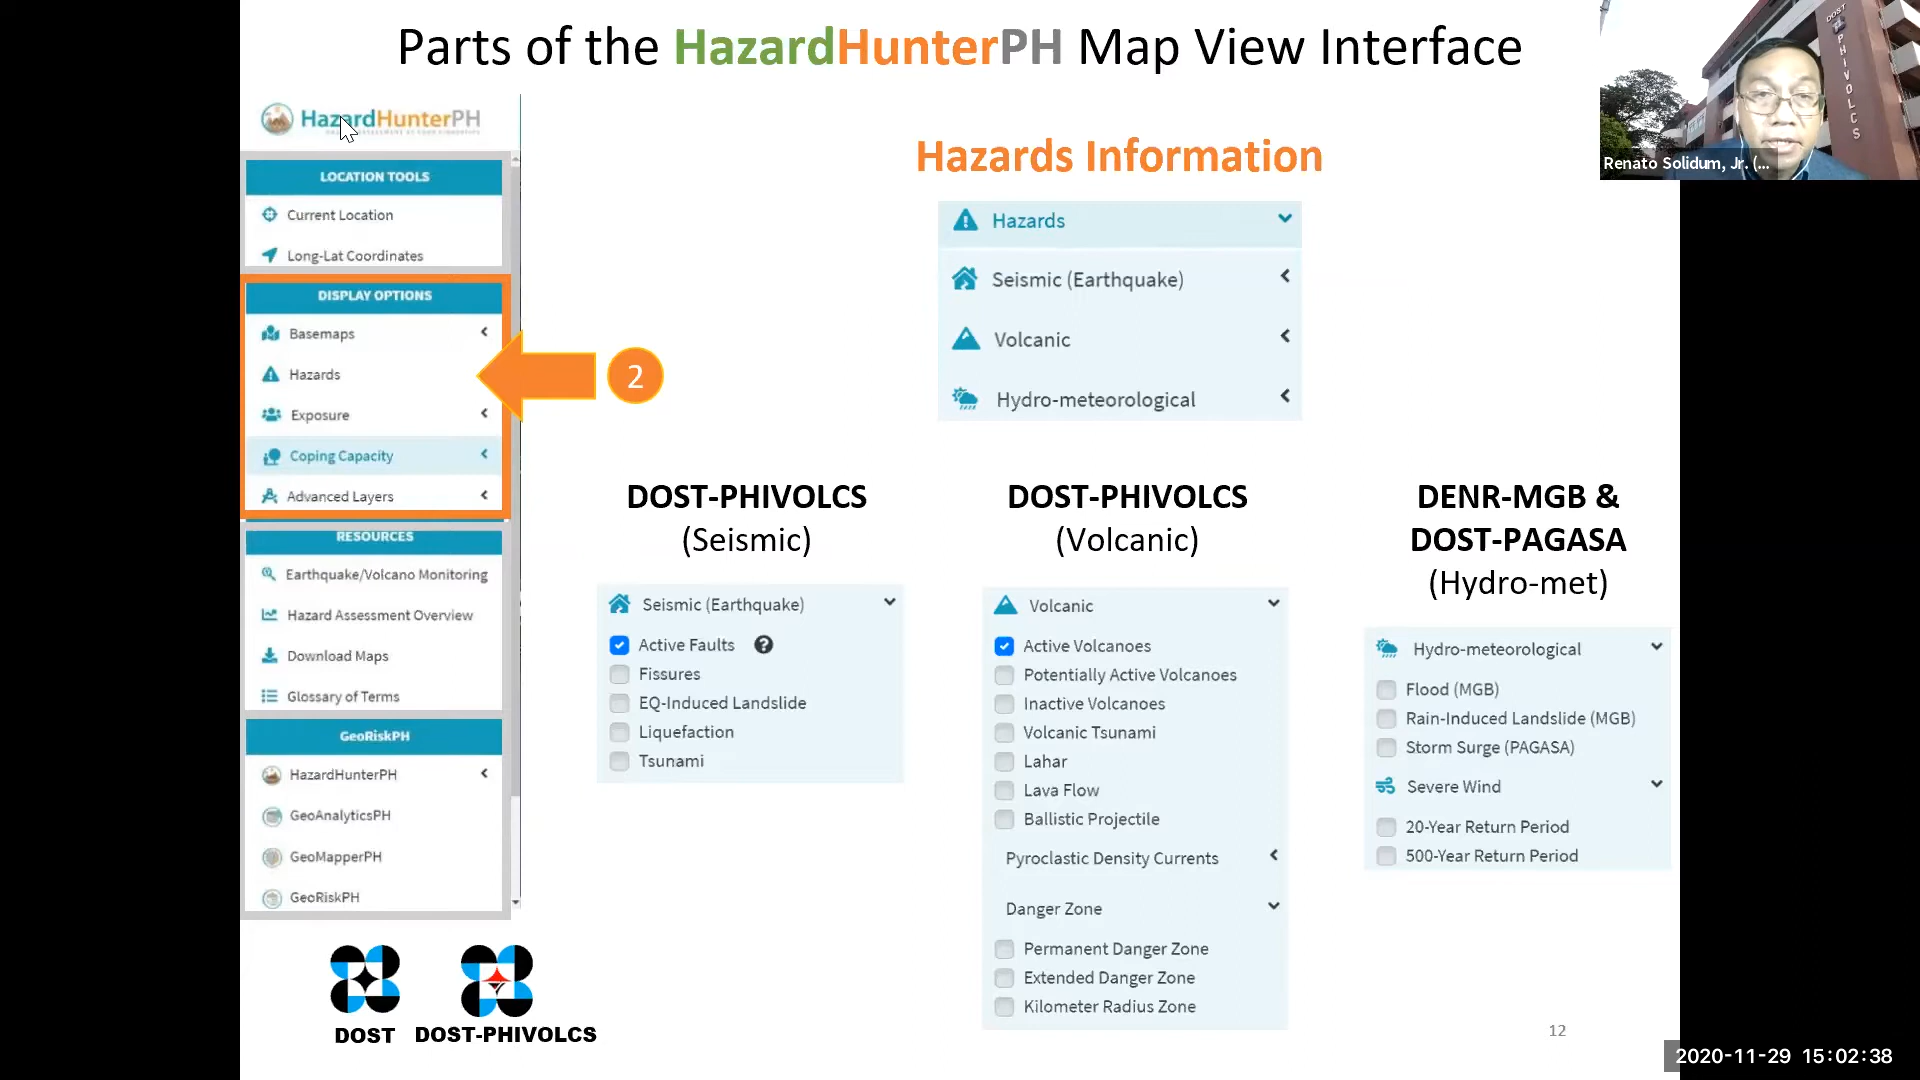 Parts of the HazardHunterPH Map View Interface
HazardHunterPH
LOCATION TOOLS
Current Location
Long-Lat Coordinates
DISPLAY OPTIONS
Basemaps
Hazards
Exposure
Coping Capacity
Advanced Layers
2
RESOURCES
Earthquake/Volcano Monitoring
Hazard Assessment Overview
Download Maps
Glossary of Terms
GeoRiskPH
HazardHunterPH
GeoAnalyticsPH
GeoMapperPH
GeoRiskPH
DOST
DOST-PHIVOLCS
Hazards Information
Hazards
Seismic (Earthquake)
Volcanic
Hydro-meteorological
DOST-PHIVOLCS
(Seismic)
Seismic (Earthquake)
Active Faults ?
Fissures
EQ-Induced Landslide
Liquefaction
Tsunami
DOST-PHIVOLCS
(Volcanic)
Volcanic
Active Volcanoes
Potentially Active Volcanoes
Inactive Volcanoes
Volcanic Tsunami
Lahar
Lava Flow
Ballistic Projectile
Pyroclastic Density Currents
Danger Zone
Permanent Danger Zone
Extended Danger Zone
Kilometer Radius Zone
DENR-MGB &
DOST-PAGASA
(Hydro-met)
Hydro-meteorological
Flood (MGB)
Rain-Induced Landslide (MGB)
Storm Surge (PAGASA)
Severe Wind
20-Year Return Period
500-Year Return Period
12
DOST
PHIVOLCS
Renato Solidum, Jr. (...
2020-11-29 15:02:38